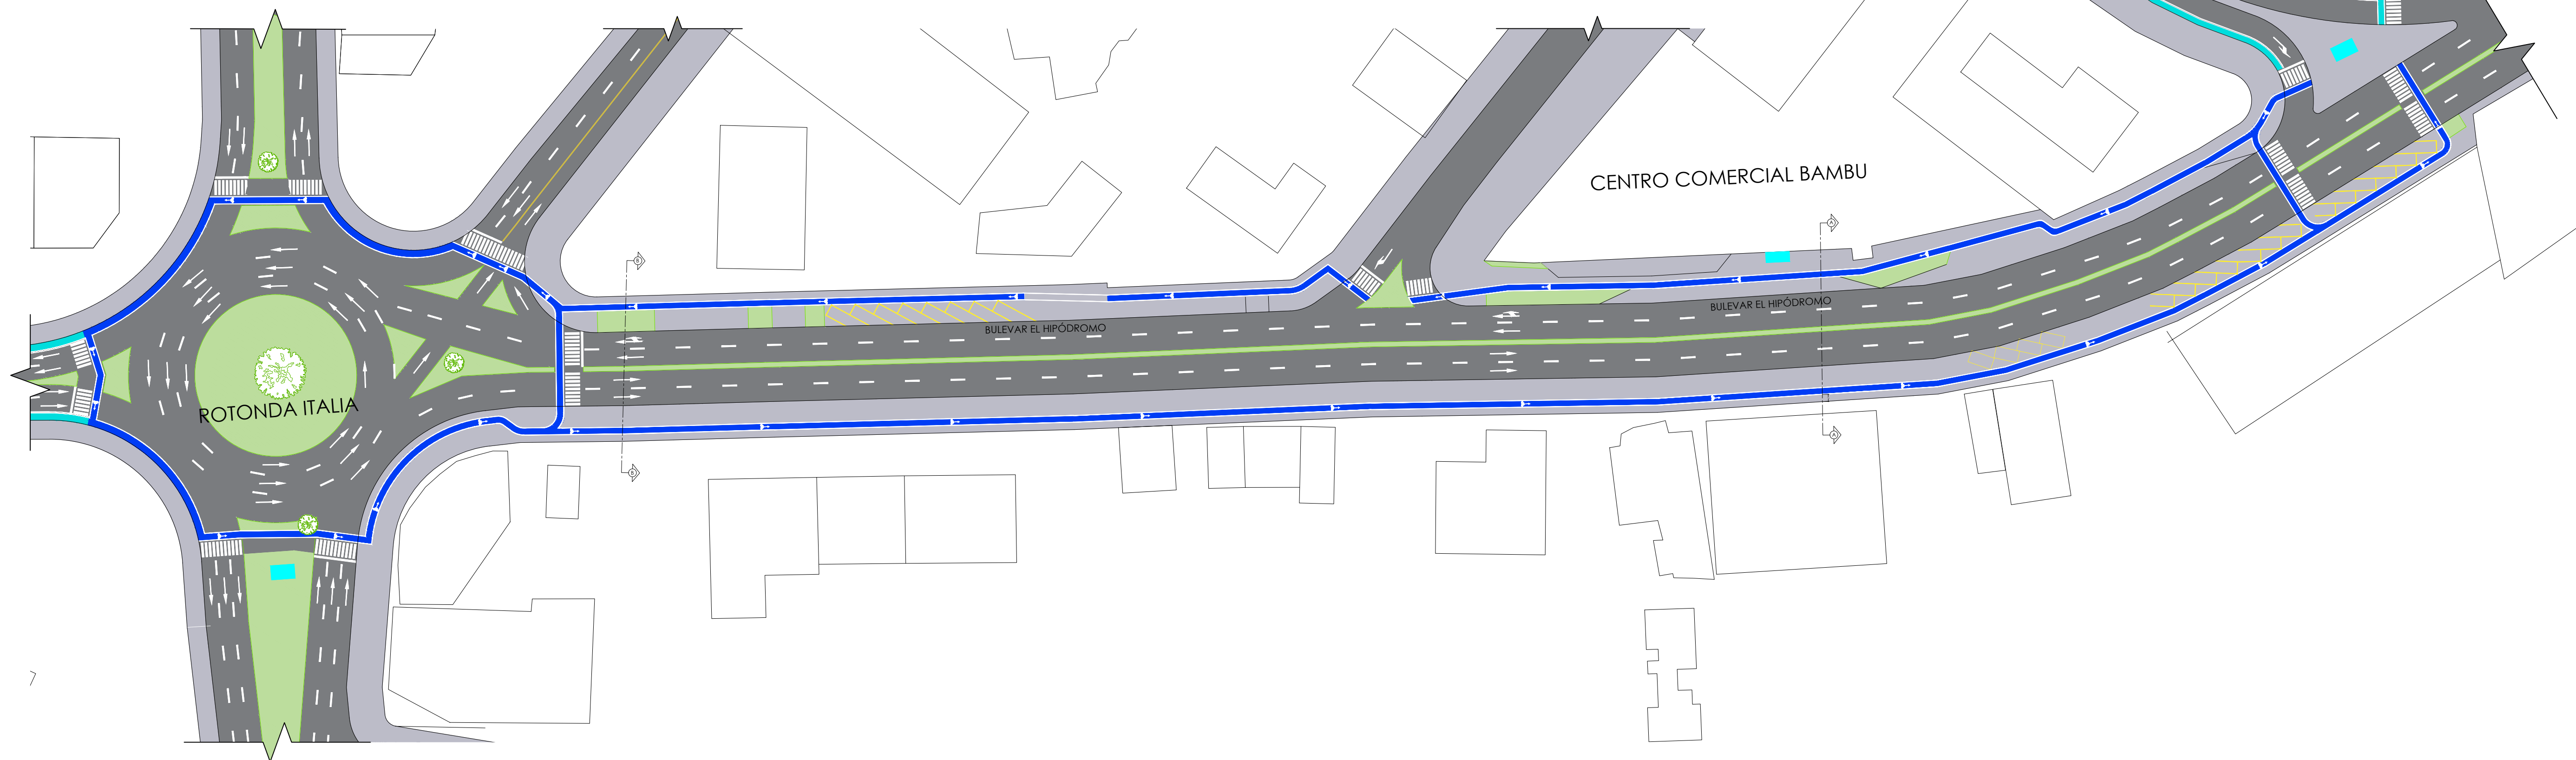 CENTRO COMERCIAL BAMBU
A
B
BULEVAR EL HIPÓDROMO
BULEVAR EL HIPÓDROMO
ROTONDA ITALIA
A
B